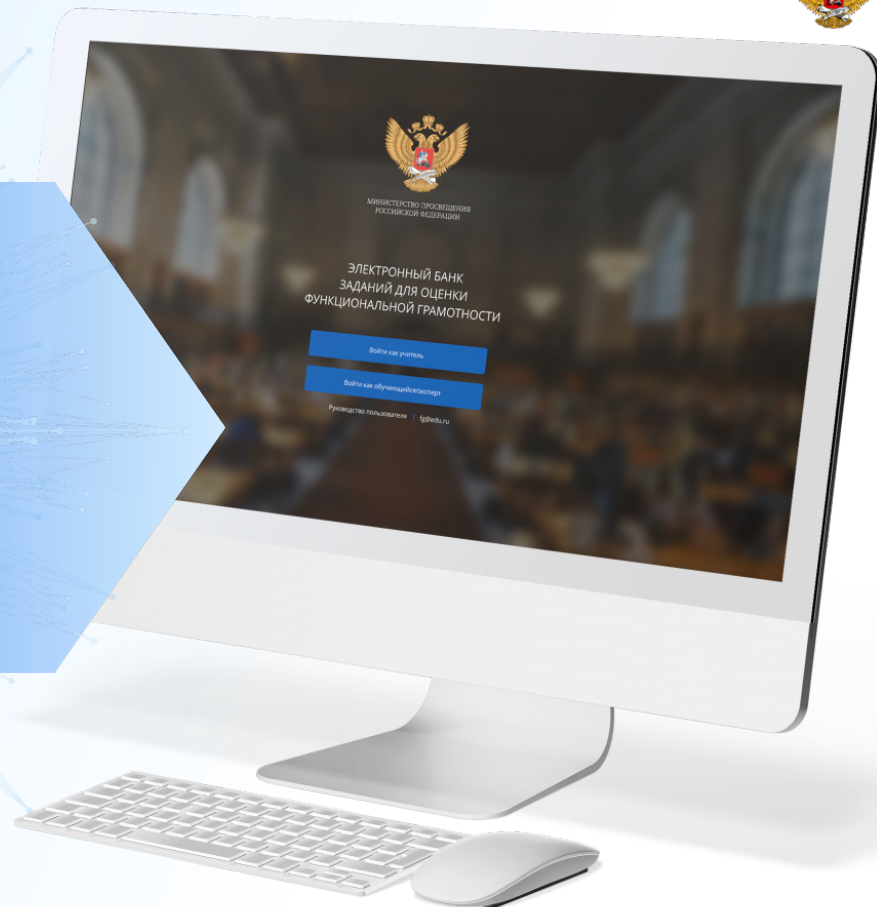 МИНИСТЕРСТВО ПРОСВЕЩЕНИЯ
РОССИЙСКОЙ ФЕДЕРАЦИИ
ЭЛЕКТРОННЫЙ БАНК
ЗАДАНИЙ ДЛЯ ОЦЕНКИ
ФУНКЦИОНАЛЬНОЙ ГРАМОТНОСТИ
Войти как учитель
Войти как обучающийся/эксперт
Руководство пользователя | fg@edu.ru